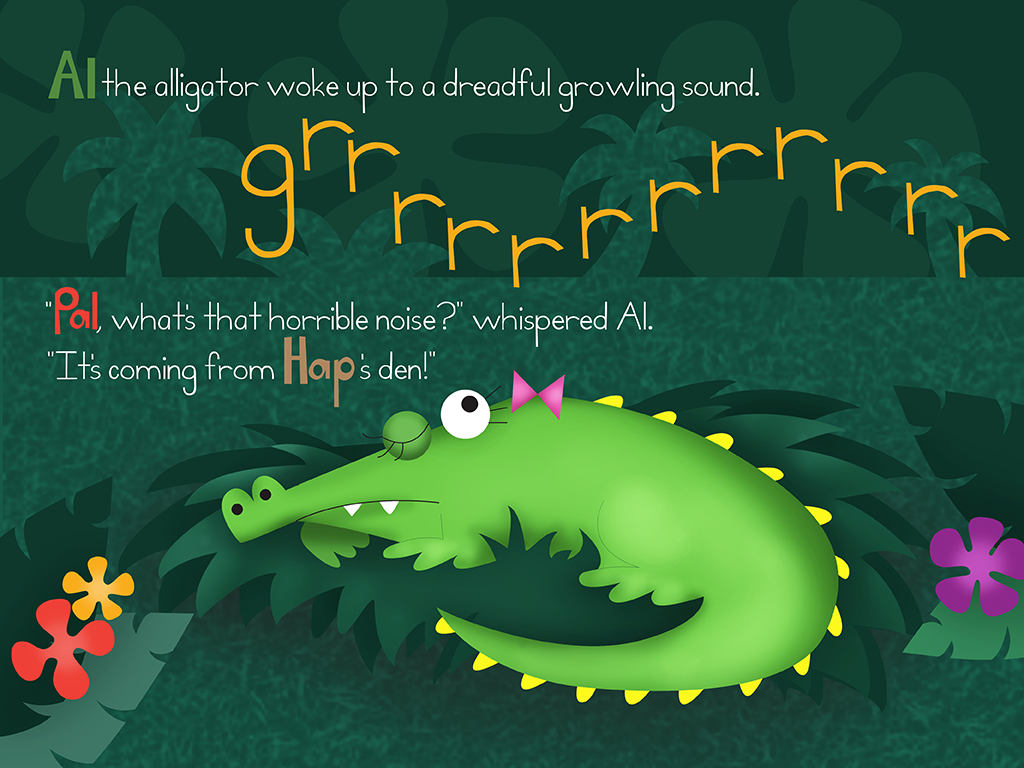 Al the alligator woke up to a dreadful growling sound.
grrrrrrrrrrrrr
"Pal, what's that horrible noise?" whispered Al.
"It's coming from Hap's den!"